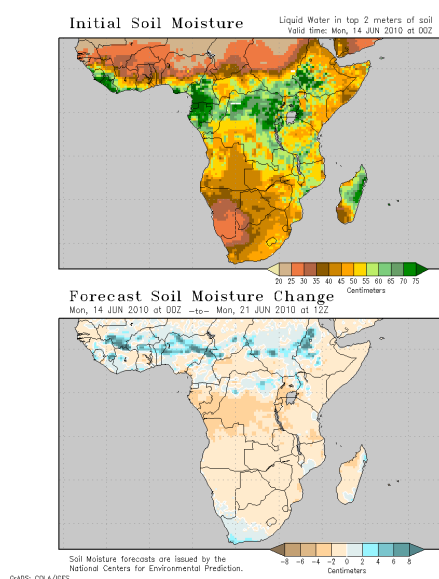 Initial Soil Moisture
Liquid Water in top 2 meters of soil
Valid time: Mon, 14 JUN 2010 at 00Z
20 25 30 35 40 45 50 55 60 65 70 75
Centimeters
Forecast Soil Moisture Change
Mon, 14 JUN 2010 at 00Z -to- Mon, 21 JUN 2010 at 12Z
Soil Moisture forecasts are issued by the
National Centers for Environmental Prediction.
-8 -6 -4 -2 0 2 4 6 8
Centimeters
GrADS: COLA/IGES